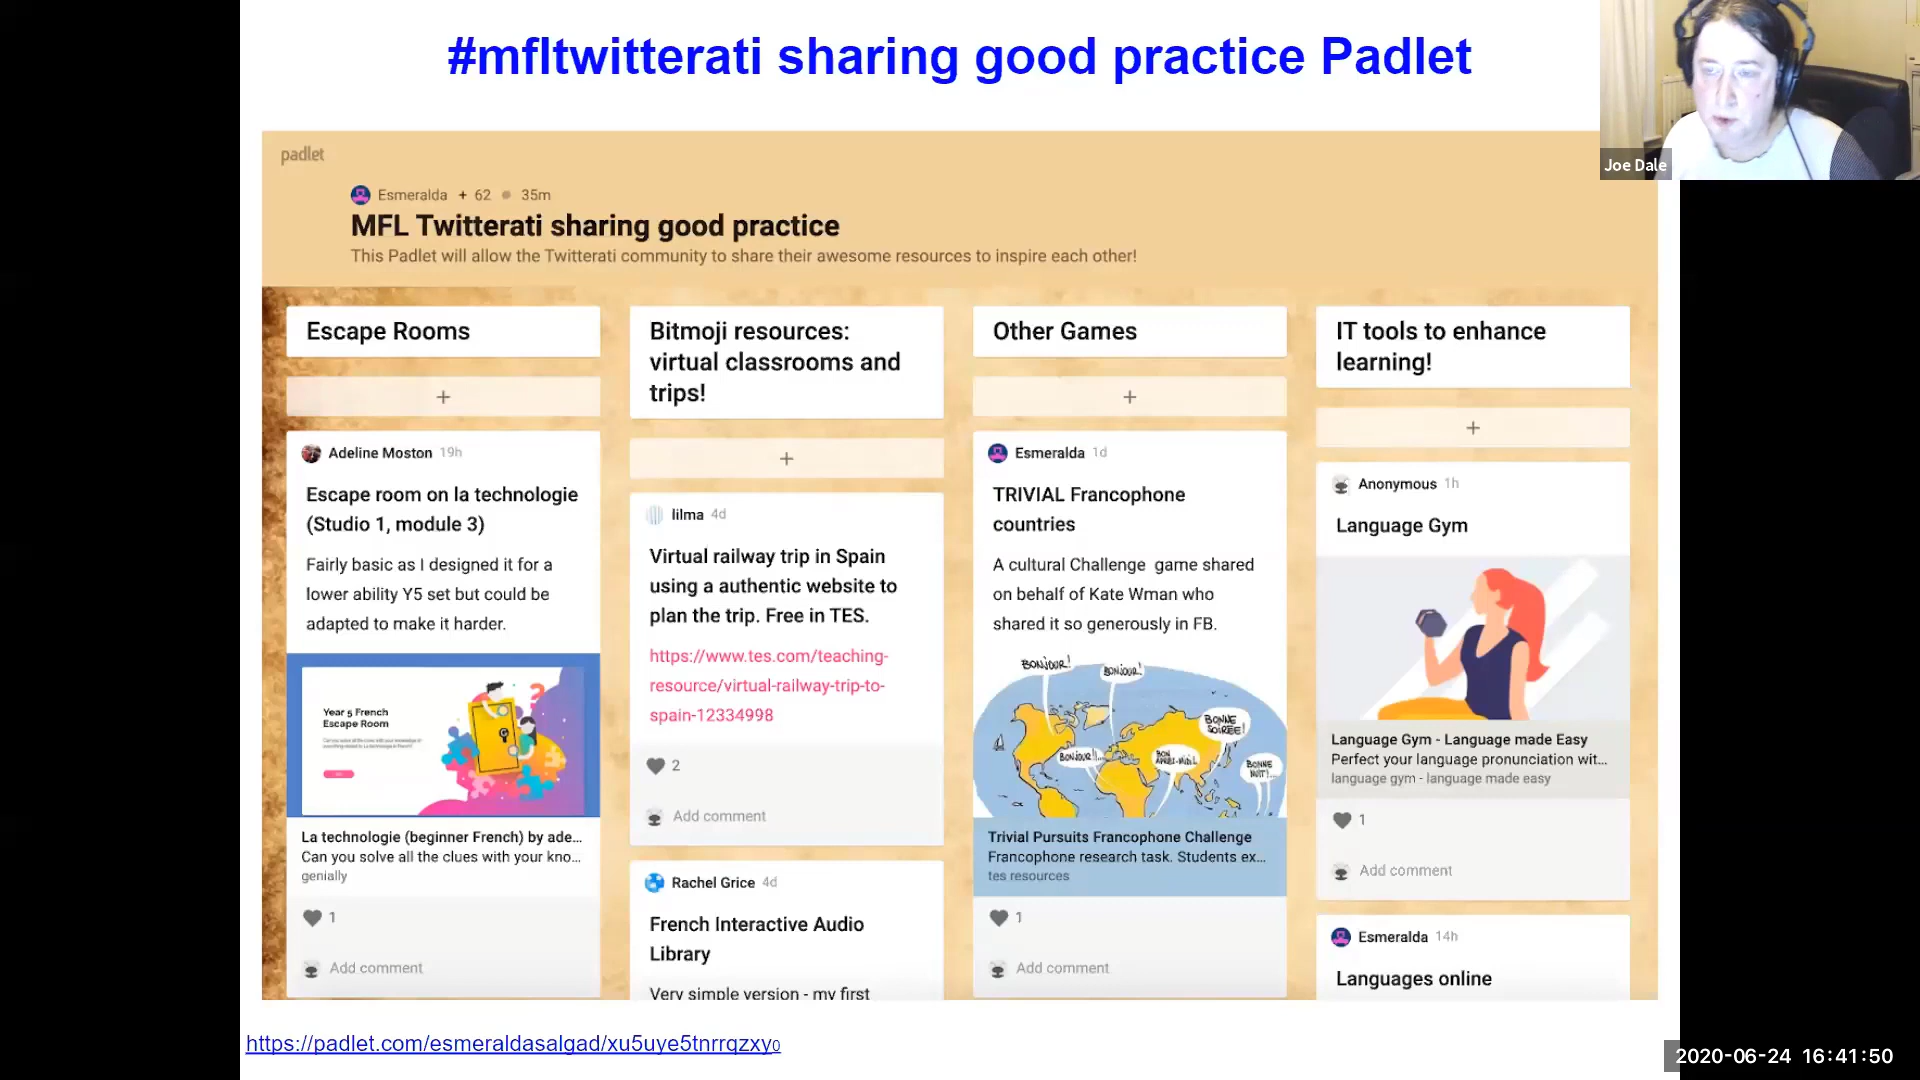 #mfltwitterati sharing good practice Padlet
Joe Dale
padlet
Esmeralda + 62 35m
MFL Twitterati sharing good practice
This Padlet will allow the Twitterati community to share their awesome resources to inspire each other!
Escape Rooms
+
Adeline Moston 19h
Escape room on la technologie
(Studio 1, module 3)
Fairly basic as I designed it for a
lower ability Y5 set but could be
adapted to make it harder.
Year 5 French
Escape Room
La technologie (beginner French) by ade...
Can you solve all the clues with your kno...
genially
1
Add comment
Bitmoji resources:
virtual classrooms and
trips!
+
lilma 4d
Virtual railway trip in Spain
using a authentic website to
plan the trip. Free in TES.
https://www.tes.com/teaching-
resource/virtual-railway-trip-to-
spain-12334998
2
Add comment
Rachel Grice 4d
French Interactive Audio
Library
Very simple version - my first
Other Games
+
Esmeralda 1d
TRIVIAL Francophone
countries
A cultural Challenge game shared
on behalf of Kate Wman who
shared it so generously in FB.
BONJOUR!
BONJOUR!
BONNE
SOIRÉE!
BONJOUR!!..
BON
APRÈS-MIDI.
BONNE
NUIT!...
Trivial Pursuits Francophone Challenge
Francophone research task. Students ex...
tes resources
1
Add comment
IT tools to enhance
learning!
+
Anonymous 1h
Language Gym
Language Gym - Language made Easy
Perfect your language pronunciation wit...
language gym - language made easy
1
Add comment
Esmeralda 14h
Languages online
https://padlet.com/esmeraldasalgad/xu5uye5tnrrqzxy0
2020-06-24 16:41:50